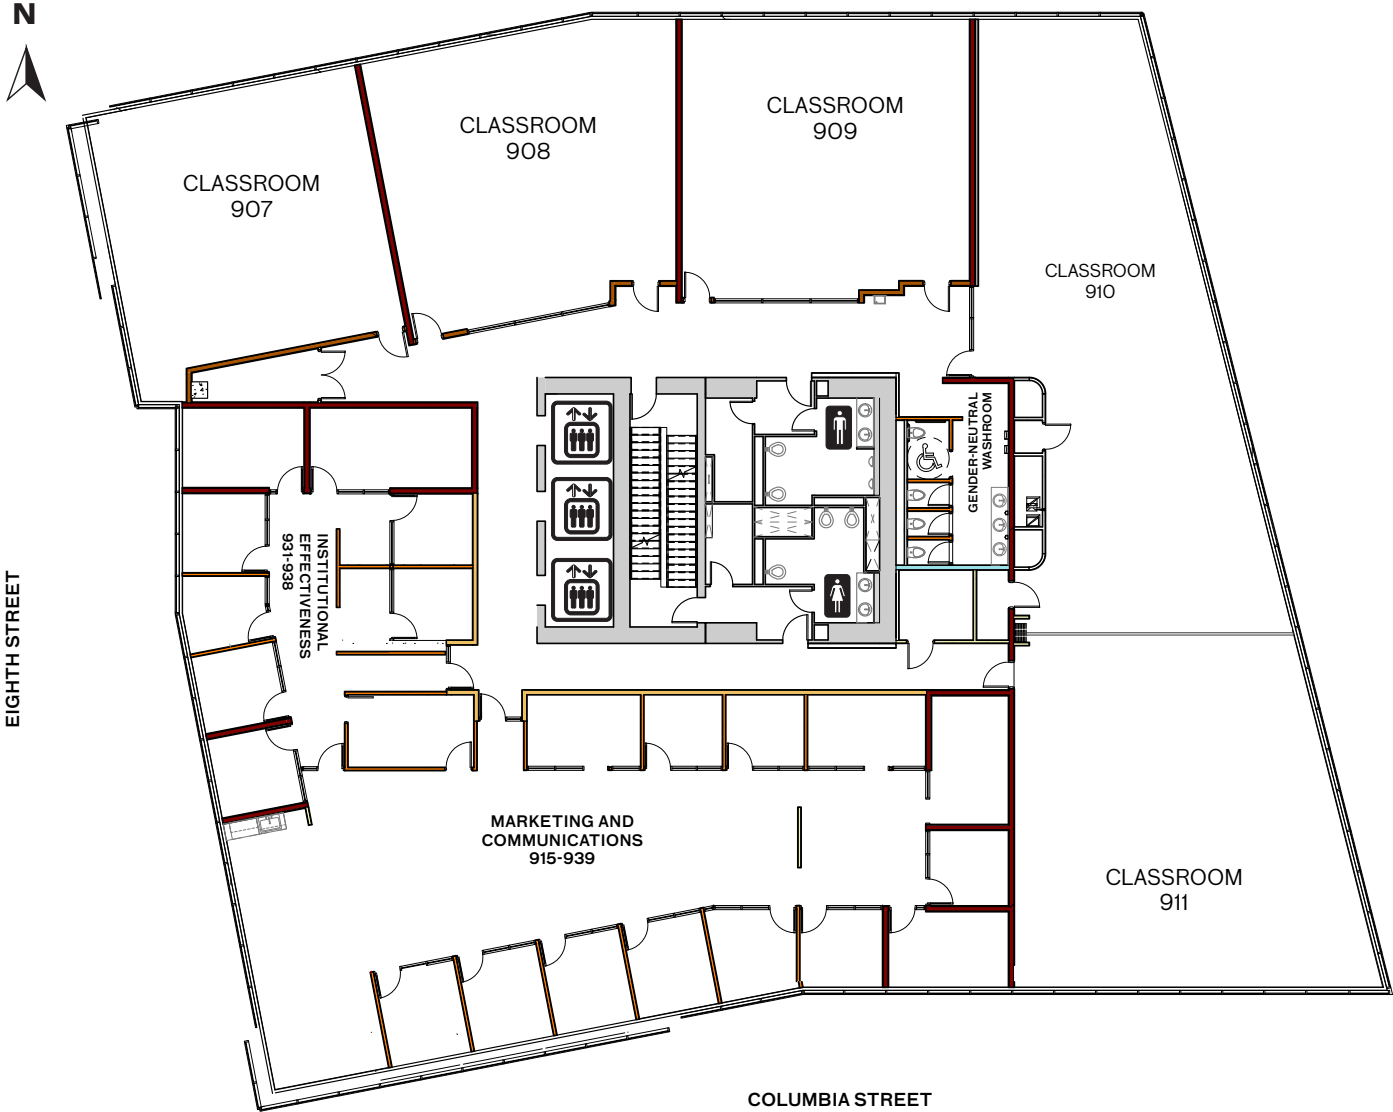 N
CLASSROOM
909
CLASSROOM
908
CLASSROOM
907
CLASSROOM
910
GENDER-NEUTRAL
WASHROOM
INSTITUTIONAL
EFFECTIVENESS
931-938
EIGHTH STREET
MARKETING AND
COMMUNICATIONS
915-939
CLASSROOM
911
COLUMBIA STREET